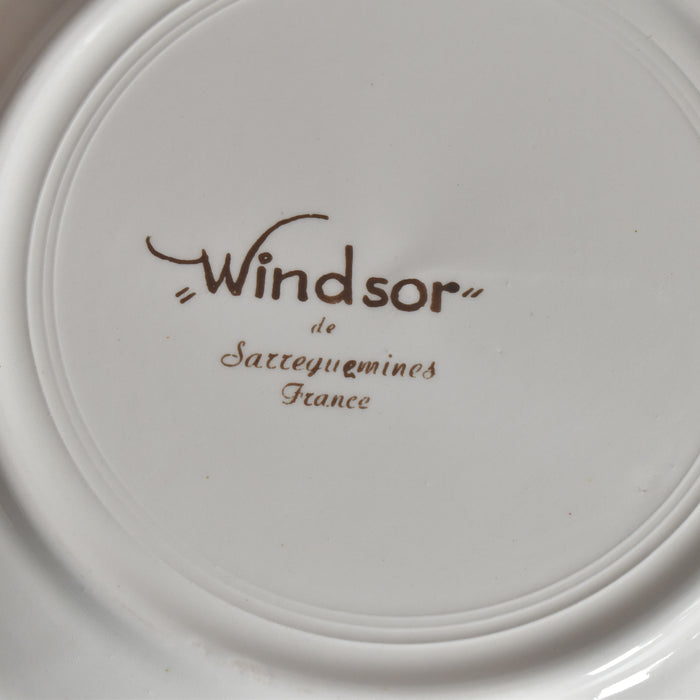 „Windsor"
de
Sarreguemines
France